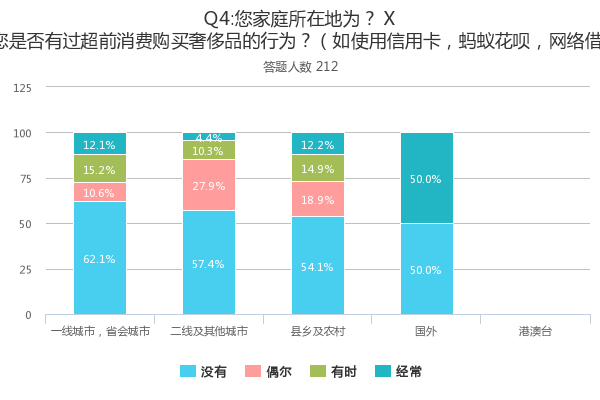 Q4:您家庭所在地为？ X
您是否有过超前消费购买奢侈品的行为？ ( 如使用信用卡，蚂蚁花呗，网络借
答题人数 212
125
100
75
50
25
0
12.1%
15.2%
10.6%
62.1%
4.4%
10.3%
27.9%
57.4%
12.2%
14.9%
18.9%
54.1%
50.0%
50.0%
一线城市，省会城市
二线及其他城市
县乡及农村
国外
港澳台
没有
偶尔
有时
经常